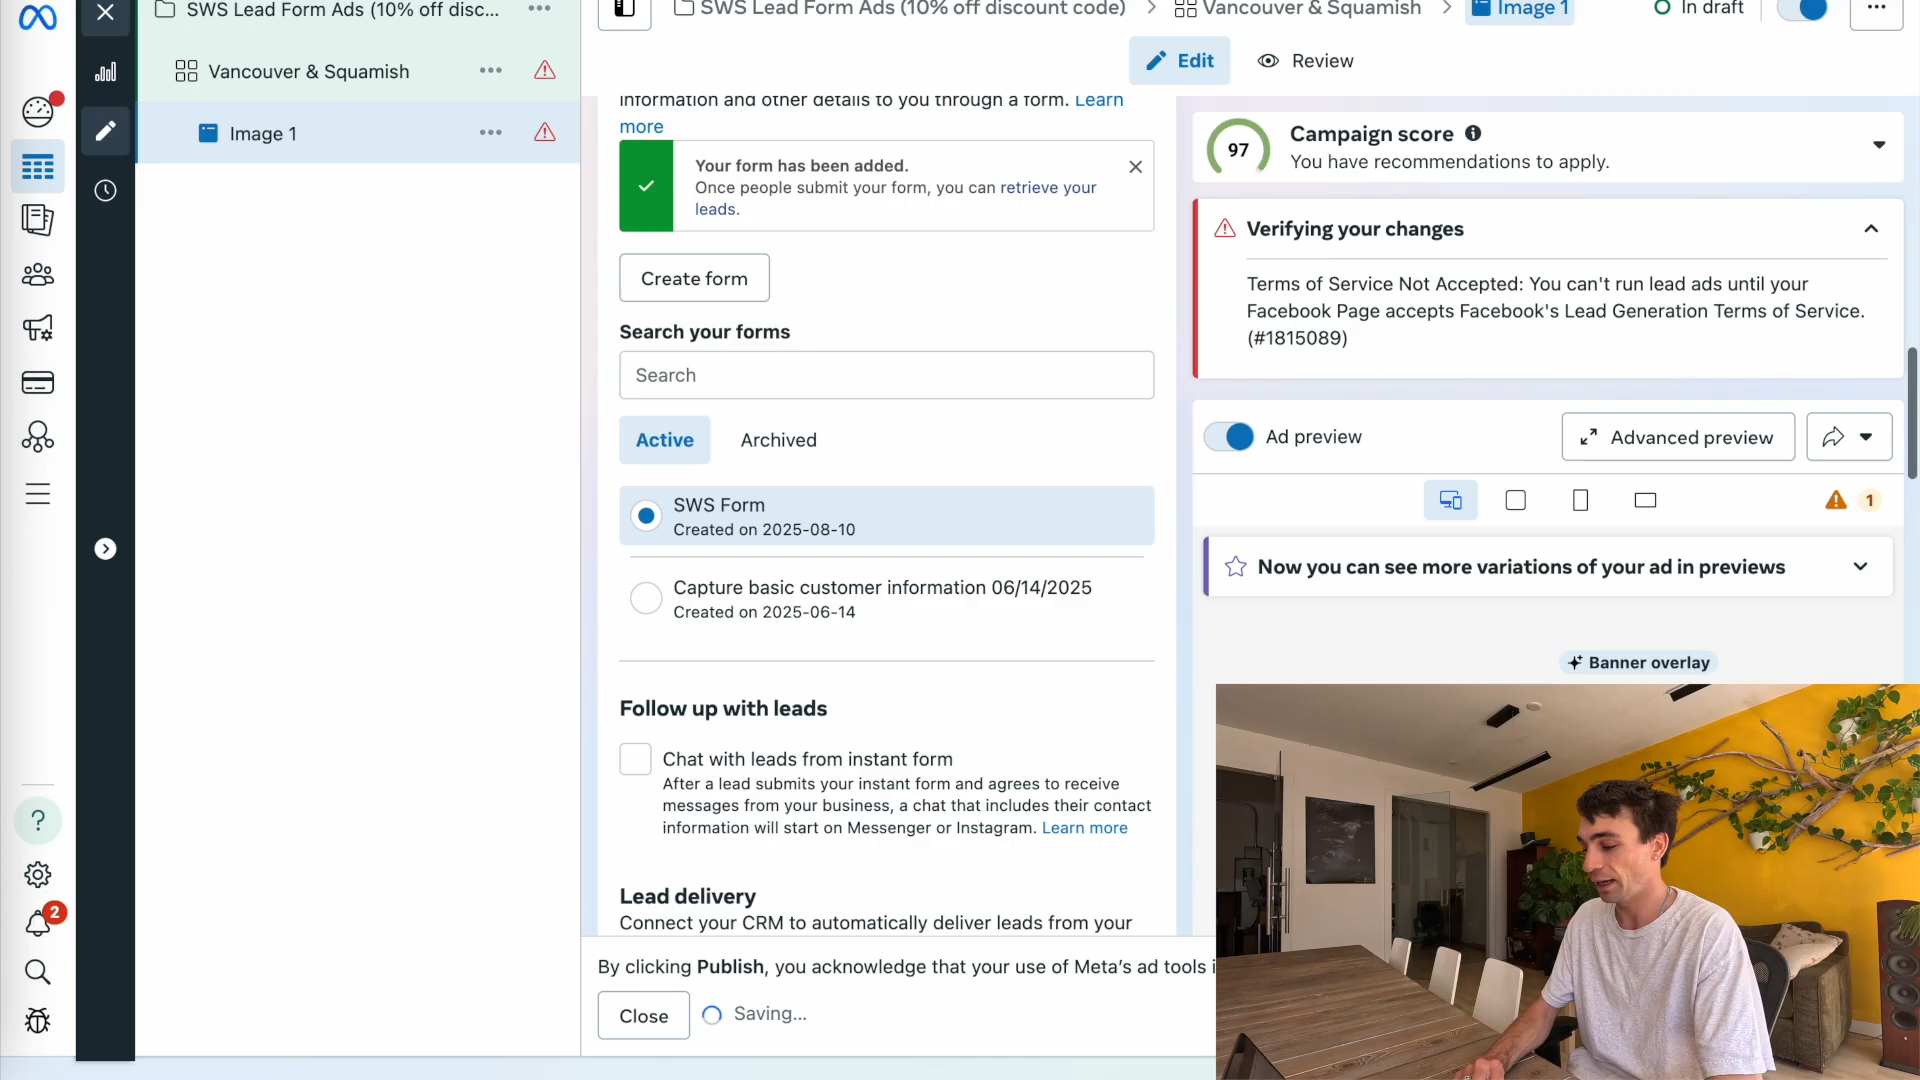 SWS Lead Form Ads (10% off disc...
SWS Lead Form Ads (10% off discount code)
Vancouver & Squamish
Image 1
In draft
Vancouver & Squamish
Image 1
Edit
Review
information and other details to you through a form. Learn
more
Your form has been added.
Once people submit your form, you can retrieve your
leads.
Create form
Search your forms
Search
Active
Archived
SWS Form
Created on 2025-08-10
Capture basic customer information 06/14/2025
Created on 2025-06-14
Follow up with leads
Chat with leads from instant form
After a lead submits your instant form and agrees to receive
messages from your business, a chat that includes their contact
information will start on Messenger or Instagram. Learn more
Lead delivery
Connect your CRM to automatically deliver leads from your
By clicking Publish, you acknowledge that your use of Meta's ad tools i
Close
Saving...
97
Campaign score
You have recommendations to apply.
Verifying your changes
Terms of Service Not Accepted: You can't run lead ads until your
Facebook Page accepts Facebook's Lead Generation Terms of Service.
(#1815089)
Ad preview
Advanced preview
1
Now you can see more variations of your ad in previews
Banner overlay
2